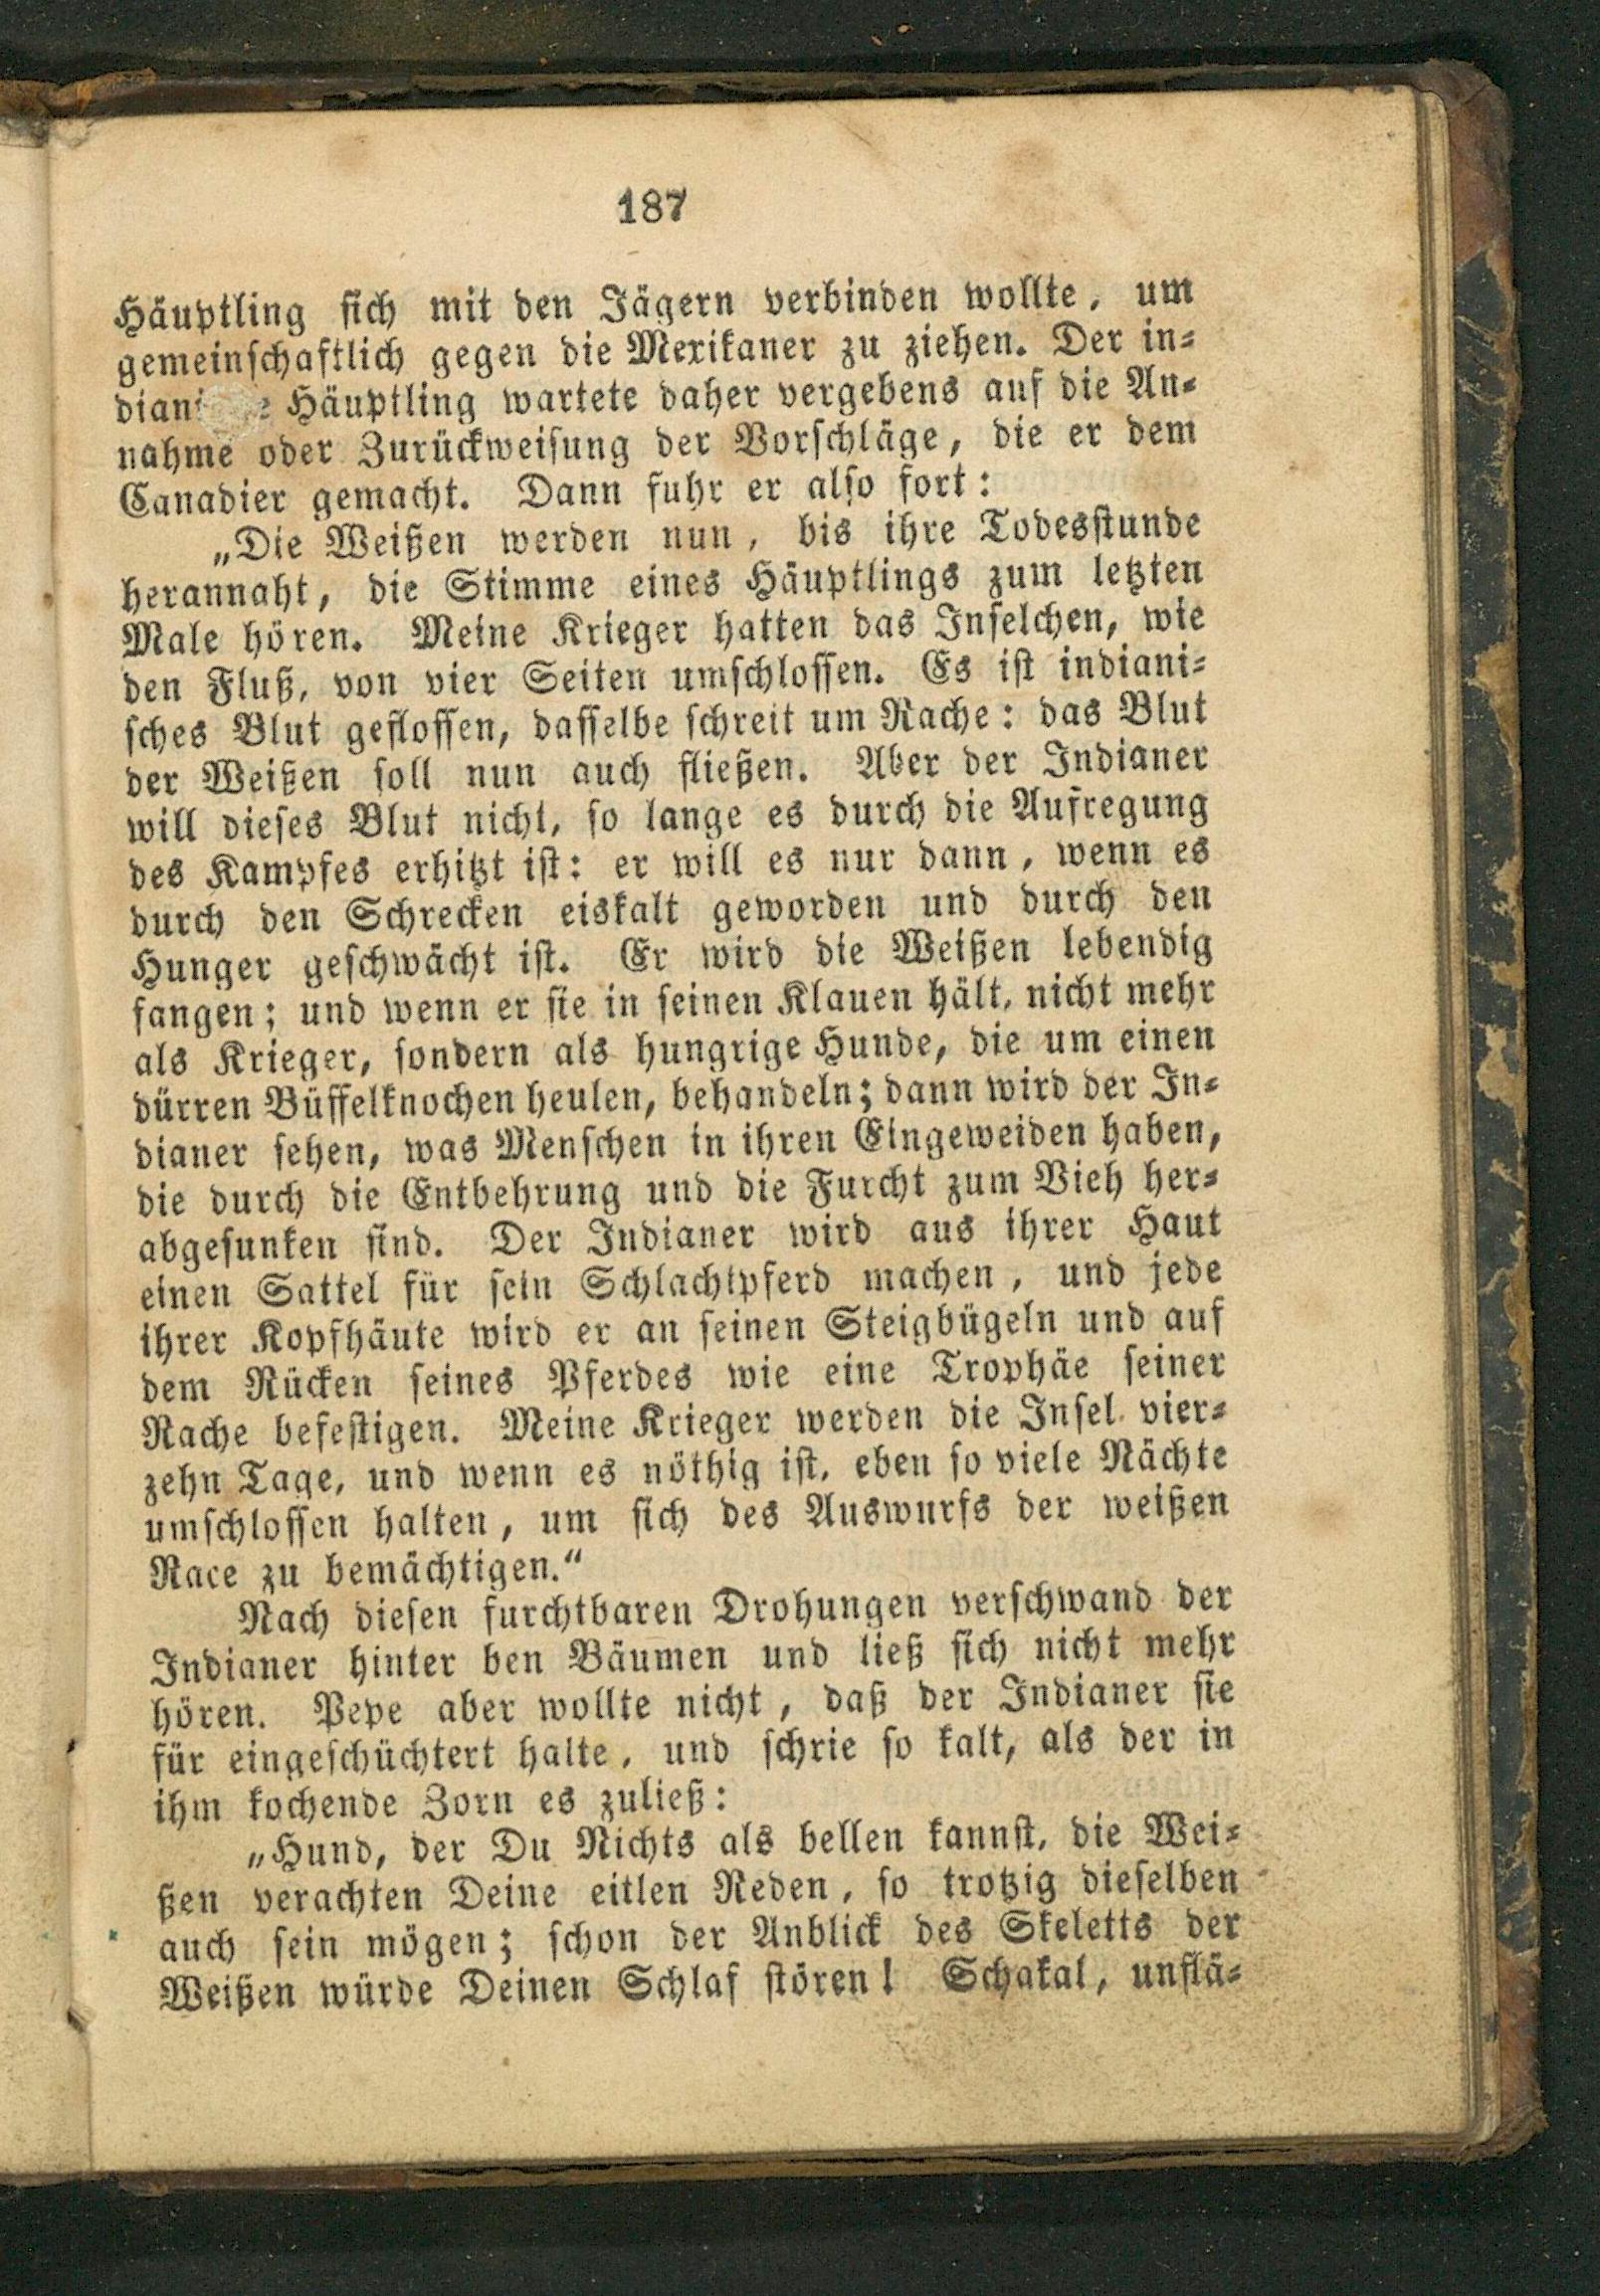 187
Häuptling sich mit den Jägern verbinden wollte, um
gemeinschaftlich gegen die Mexikaner zu ziehen. Der in-
Häuptling wartete daher vergebens auf die An-
nahme oder Zurückweisung der Vorschläge, die er dem
Canadier gemacht. Dann fuhr er also fort:
„Die Weißen werden nun, bis ihre Todesstunde
herannaht, die Stimme eines Häuptlings zum letzten
Male hören. Meine Krieger hatten das Inselchen, wie
den Fluß, von vier Seiten umschlossen. Es ist indiani-
sches Blut geflossen, dasselbe schreit um Rache: das Blut
der Weißen soll nun auch fließen. Aber der Indianer
will dieses Blut nicht, so lange es durch die Aufregung
des Kampfes erhitzt ist: er will es nur dann, wenn es
durch den Schrecken eiskalt geworden und durch den
Hunger geschwächt ist. Er wird die Weißen lebendig
fangen; und wenn er sie in seinen Klauen hält, nicht mehr
als Krieger, sondern als hungrige Hunde, die um einen
dürren Büffelknochen heulen, behandeln; dann wird der In-
dianer sehen, was Menschen in ihren Eingeweiden haben,
die durch die Entbehrung und die Furcht zum Vieh her-
abgesunken sind. Der Indianer wird aus ihrer Haut
einen Sattel für sein Schlachtpferd machen, und jede
ihrer Kopfhäute wird er an seinen Steigbügeln und auf
dem Rücken seines Pferdes wie eine Trophäe seiner
Rache befestigen. Meine Krieger werden die Insel vier-
zehn Tage, und wenn es nöthig ist, eben so viele Nächte
umschlossen halten, um sich des Auswurfs der weißen
Race zu bemächtigen.“
Nach diesen furchtbaren Drohungen verschwand der
Indianer hinter ben Bäumen und ließ sich nicht mehr
hören. Pepe aber wollte nicht, daß der Indianer sie
für eingeschüchtert halte, und schrie so kalt, als der in
ihm kochende Zorn es zuließ:
„Hund, der Du Nichts als bellen kannst, die Wei-
ßen verachten Deine eitlen Reden, so trotzig dieselben
auch sein mögen; schon der Anblick des Skeletts der
Weißen würde Deinen Schlaf stören! Schakal, unflä-